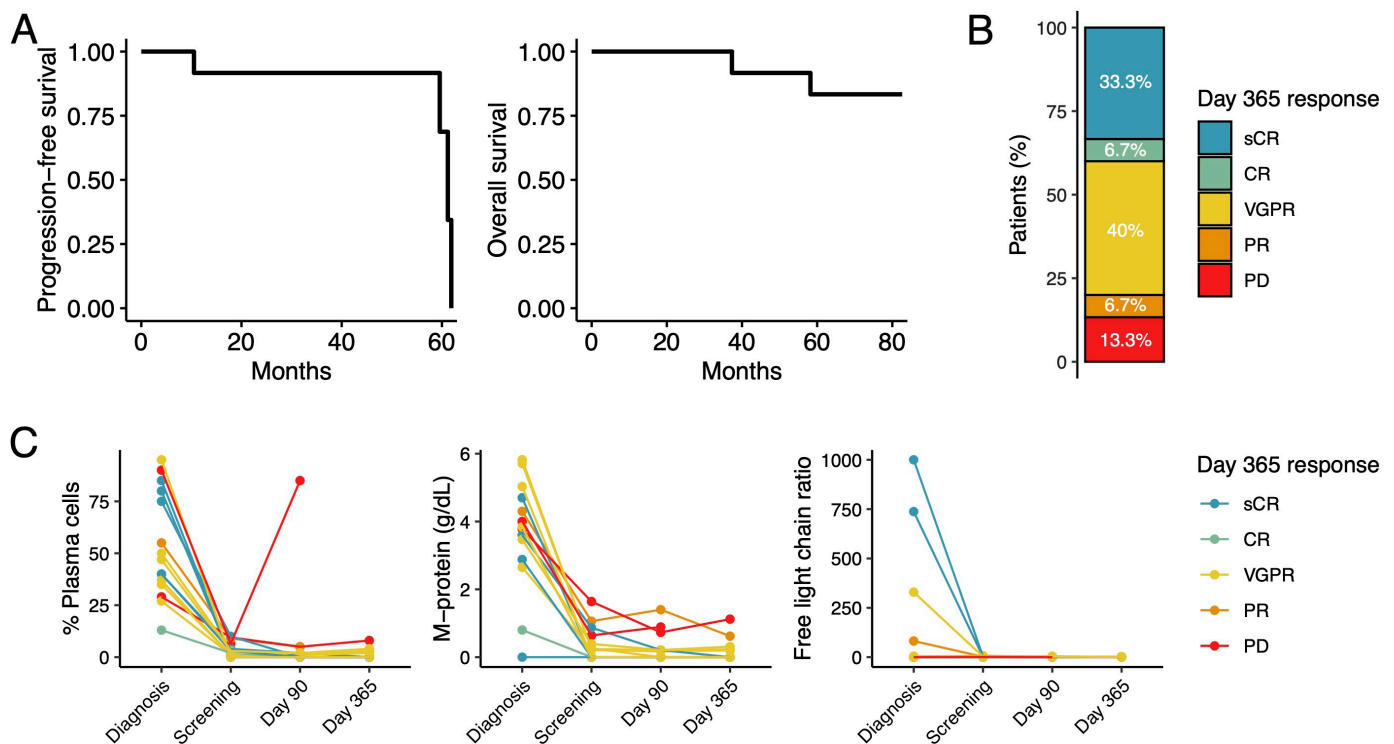 A
Progression−free survival
1.00
0.75
0.50
0.25
0.00
0
20
40
60
Months
Overall survival
1.00
0.75
0.50
0.25
0.00
0
20
40
60
80
Months
B
Patients (%)
100
75
50
25
0
33.3%
6.7%
40%
6.7%
13.3%
Day 365 response
sCR
CR
VGPR
PR
PD
C
% Plasma cells
75
50
25
0
Diagnosis
Screening
Day 90
Day 365
M−protein (g/dL)
6
4
2
0
Diagnosis
Screening
Day 90
Day 365
Free light chain ratio
1000
750
500
250
0
Diagnosis
Screening
Day 90
Day 365
Day 365 response
sCR
CR
VGPR
PR
PD